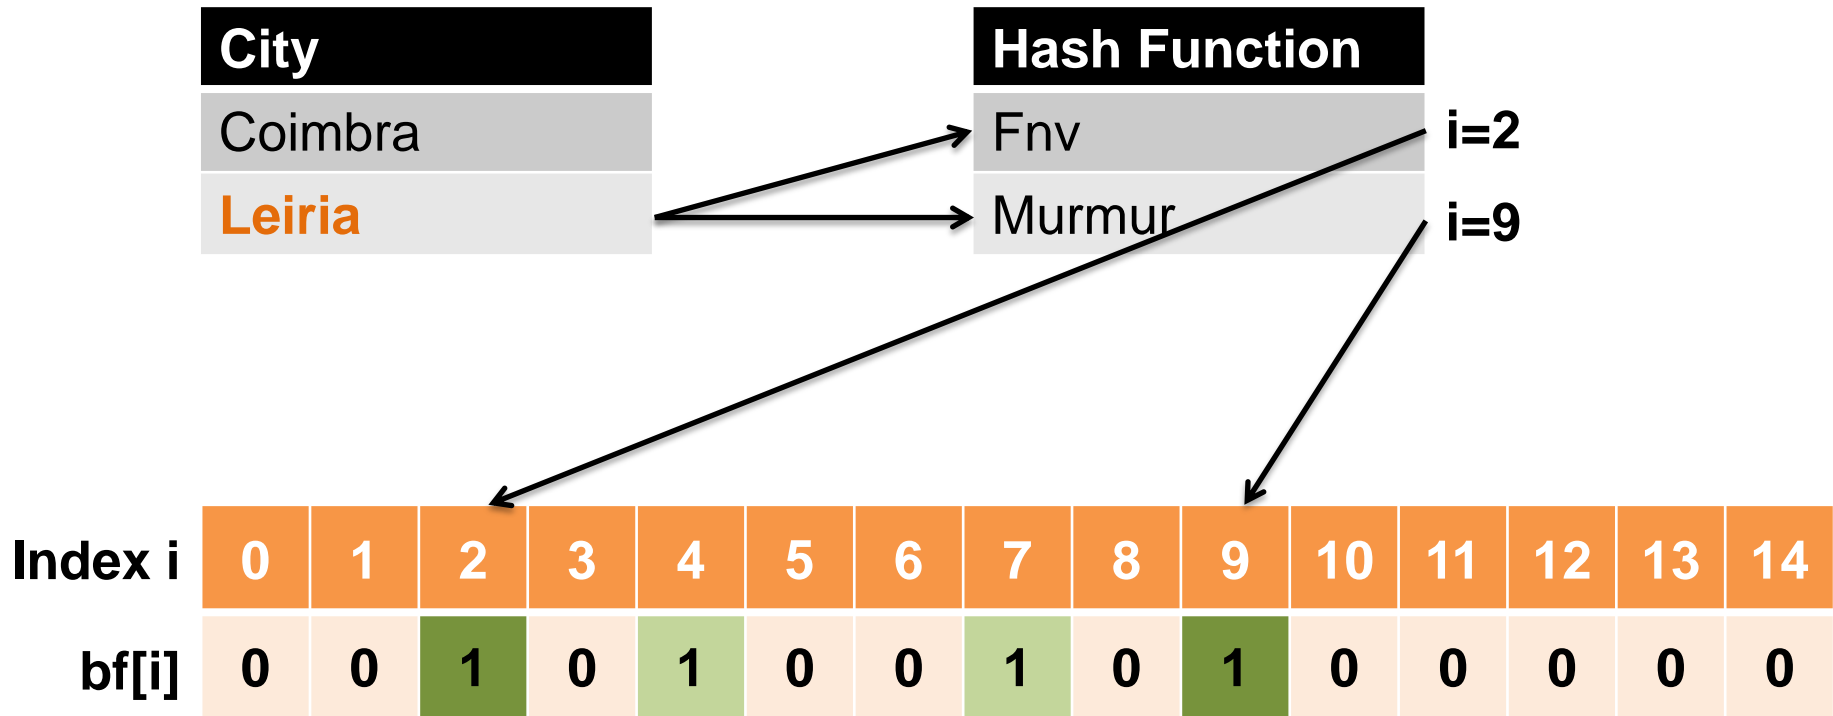 City Hash Function
Coimbra Fnv i=2
Leiria Murmur i=9
Index i 0 1 2 3 4 5 6 7 8 9 10 11 12 13 14
bf[i] 0 0 1 0 1 0 0 1 0 1 0 0 0 0 0